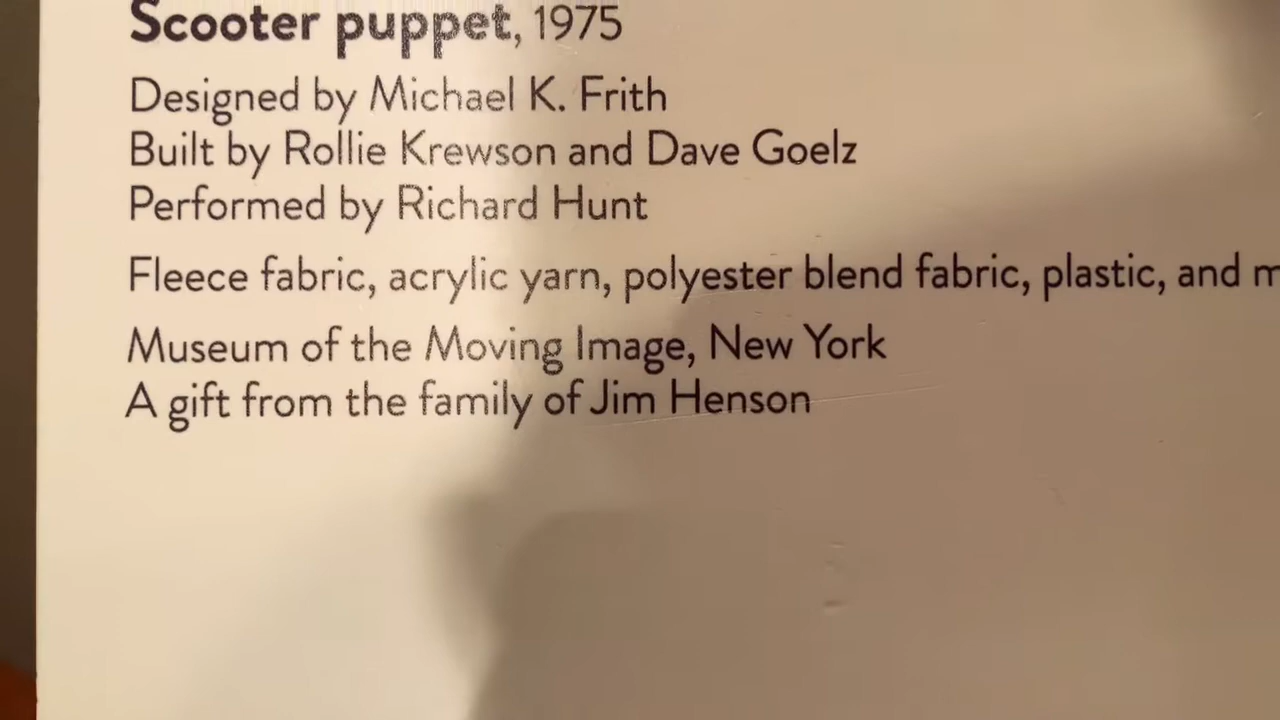 Scooter puppet, 1975
Designed by Michael K. Frith
Built by Rollie Krewson and Dave Goelz
Performed by Richard Hunt
Fleece fabric, acrylic yarn, polyester blend fabric, plastic, and
Museum of the Moving Image, New York
A gift from the family of Jim Henson